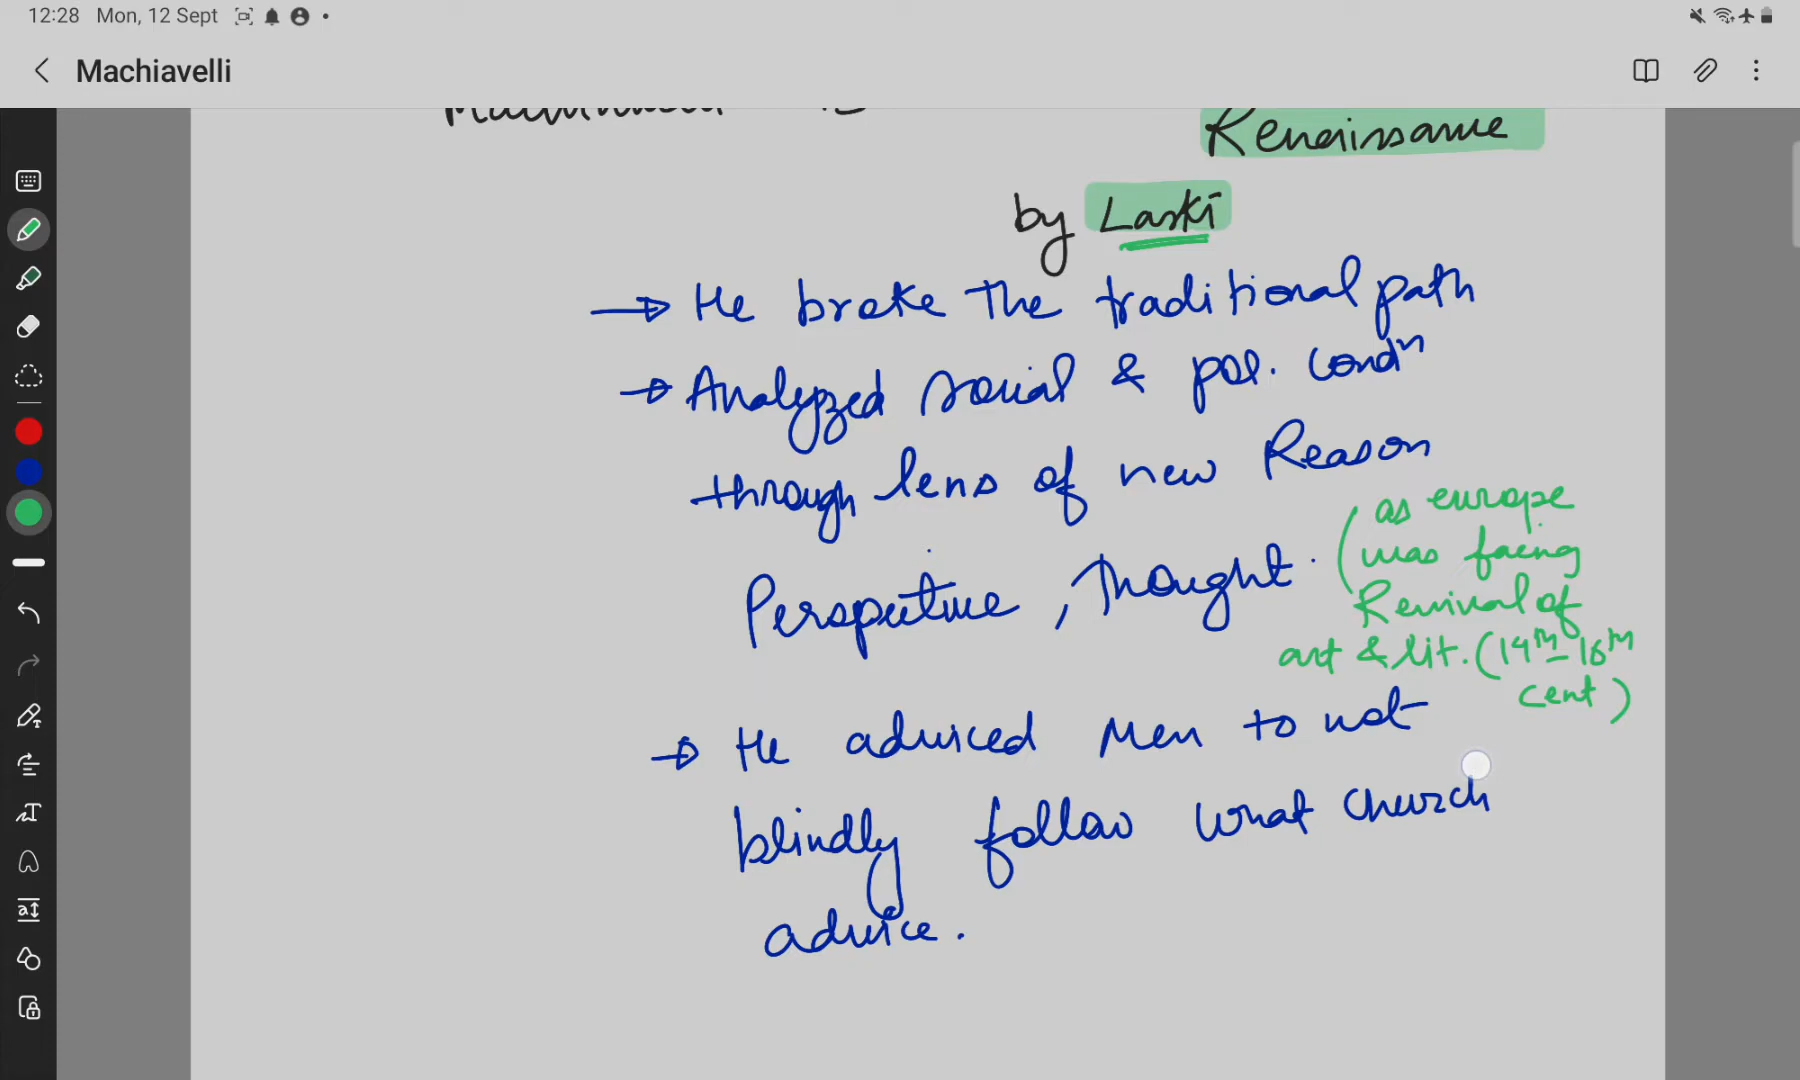 12:28 Mon, 12 Sept
Machiavelli
Renaissance
by Laski
→ He broke the traditional path
→ Analyzed social & pol. condn
through lens of new Reason
Perspective, Thought.
(as europe
was facing
Revival of
art & lit. (14th-16th
cent)
→ He adviced Men to not
blindly follow what church
advice.